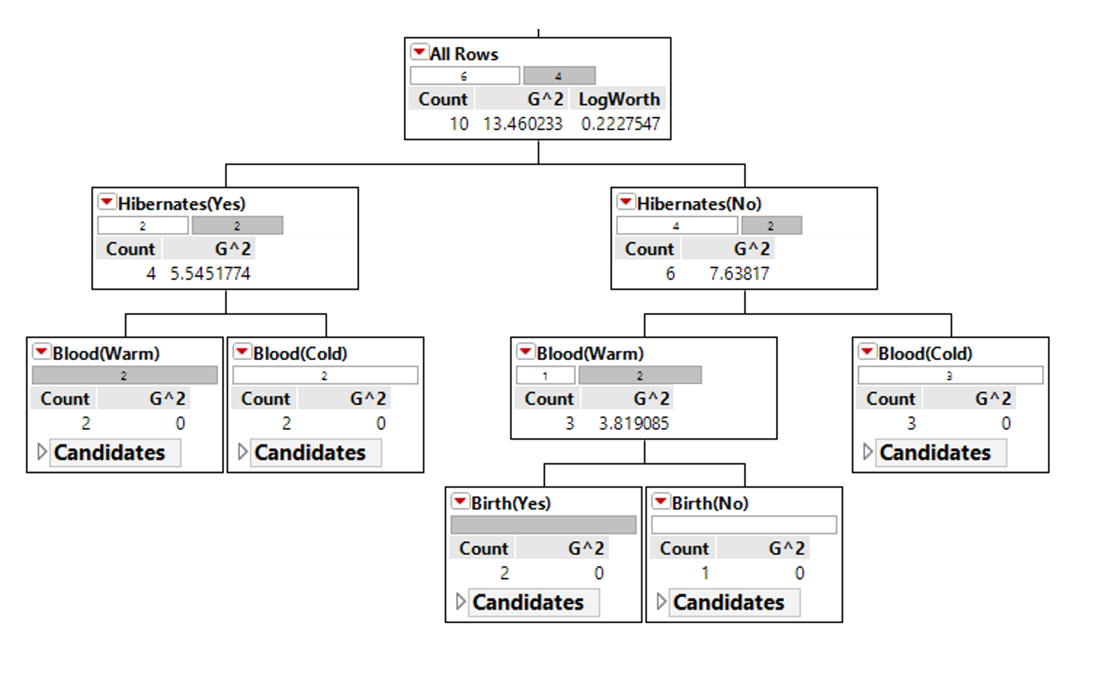 All Rows
6 4
Count G^2 LogWorth
10 13.460233 0.2227547
Hibernates(Yes)
2 2
Count G^2
4 5.5451774
Hibernates(No)
4 2
Count G^2
6 7.63817
Blood(Warm)
2
Count G^2
2 0
Candidates
Blood(Cold)
2
Count G^2
2 0
Candidates
Blood(Warm)
1 2
Count G^2
3 3.819085
Blood(Cold)
3
Count G^2
3 0
Candidates
Birth(Yes)
Count G^2
2 0
Candidates
Birth(No)
Count G^2
1 0
Candidates